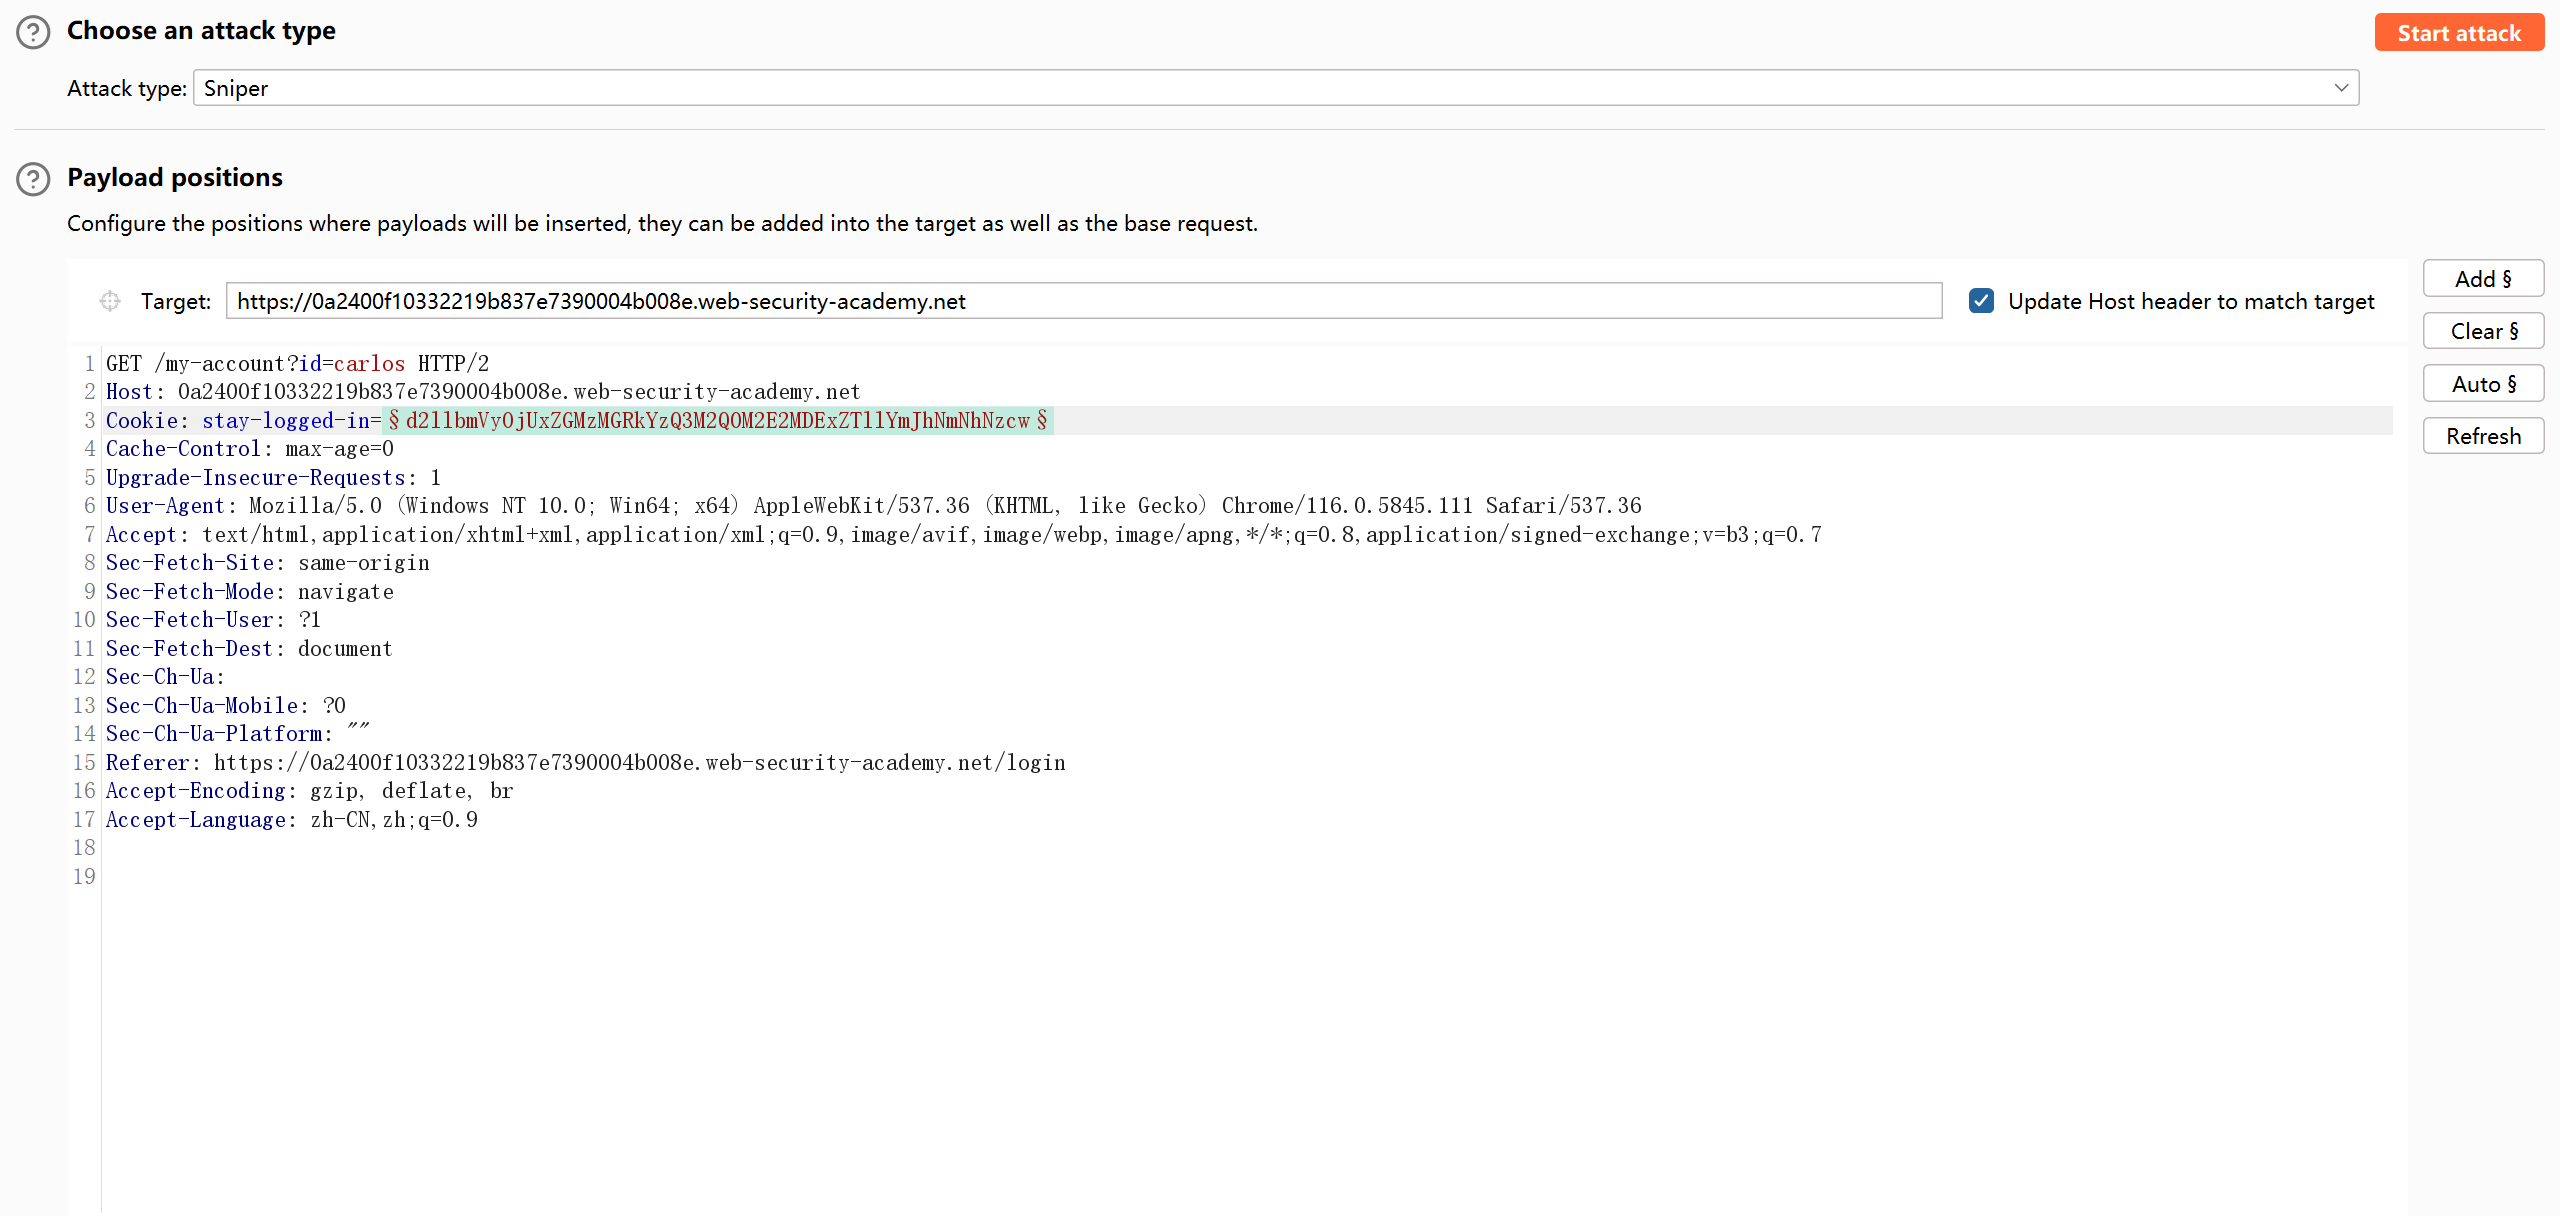 Choose an attack type
Start attack
Attack type: Sniper
Payload positions
Configure the positions where payloads will be inserted, they can be added into the target as well as the base request.
Target: https://0a2400f10332219b837e7390004b008e.web-security-academy.net
Update Host header to match target
Add §
Clear §
Auto §
Refresh
1 GET /my-account?id=carlos HTTP/2
2 Host: 0a2400f10332219b837e7390004b008e.web-security-academy.net
3 Cookie: stay-logged-in=§d2llbmVyOjUxZGMzMGRkYzQ3M2Q0M2E2MDExZTllYmJhNmNhNzcw§
4 Cache-Control: max-age=0
5 Upgrade-Insecure-Requests: 1
6 User-Agent: Mozilla/5.0 (Windows NT 10.0; Win64; x64) AppleWebKit/537.36 (KHTML, like Gecko) Chrome/116.0.5845.111 Safari/537.36
7 Accept: text/html,application/xhtml+xml,application/xml;q=0.9,image/avif,image/webp,image/apng,*/*;q=0.8,application/signed-exchange;v=b3;q=0.7
8 Sec-Fetch-Site: same-origin
9 Sec-Fetch-Mode: navigate
10 Sec-Fetch-User: ?1
11 Sec-Fetch-Dest: document
12 Sec-Ch-Ua:
13 Sec-Ch-Ua-Mobile: ?0
14 Sec-Ch-Ua-Platform: ""
15 Referer: https://0a2400f10332219b837e7390004b008e.web-security-academy.net/login
16 Accept-Encoding: gzip, deflate, br
17 Accept-Language: zh-CN,zh;q=0.9
18
19